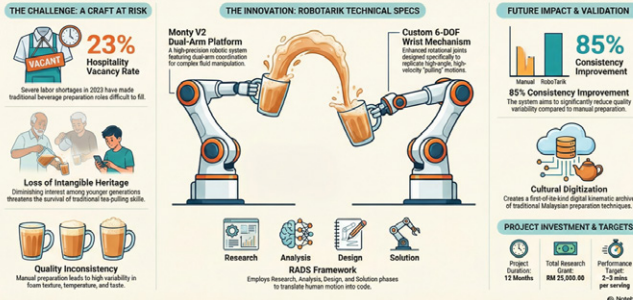 THE CHALLENGE: A CRAFT AT RISK
VACANT
23%
Hospitality
Vacancy Rate
Severe labor shortages in 2023 have made
traditional beverage preparation roles difficult to fill.
Loss of Intangible Heritage
Diminishing interest among younger generations
threatens the survival of traditional tea-pulling skills.
Quality Inconsistency
Manual preparation leads to high variability in
foam texture, temperature, and taste.
THE INNOVATION: ROBOTARIK TECHNICAL SPECS
Monty V2
Dual-Arm Platform
A high-precision robotic system
featuring dual-arm coordination
for complex fluid manipulation.
Custom 6-DOF
Wrist Mechanism
Enhanced rotational joints
designed specifically to
replicate high-angle, high-
velocity "pulling" motions.
Research
Analysis
Design
Solution
RADS Framework
Employs Research, Analysis, Design, and Solution phases
to translate human motion into code.
FUTURE IMPACT & VALIDATION
Manual
RoboTarik
85%
Consistency
Improvement
85% Consistency Improvement
The system aims to significantly reduce quality
variability compared to manual preparation.
Cultural Digitization
Creates a first-of-its-kind digital kinematic archive
of traditional Malaysian preparation techniques.
PROJECT INVESTMENT & TARGETS
Project
Duration:
12 Months
Total Research
Grant:
RM 25,000.00
Performance
Target:
2–3 mins
per serving